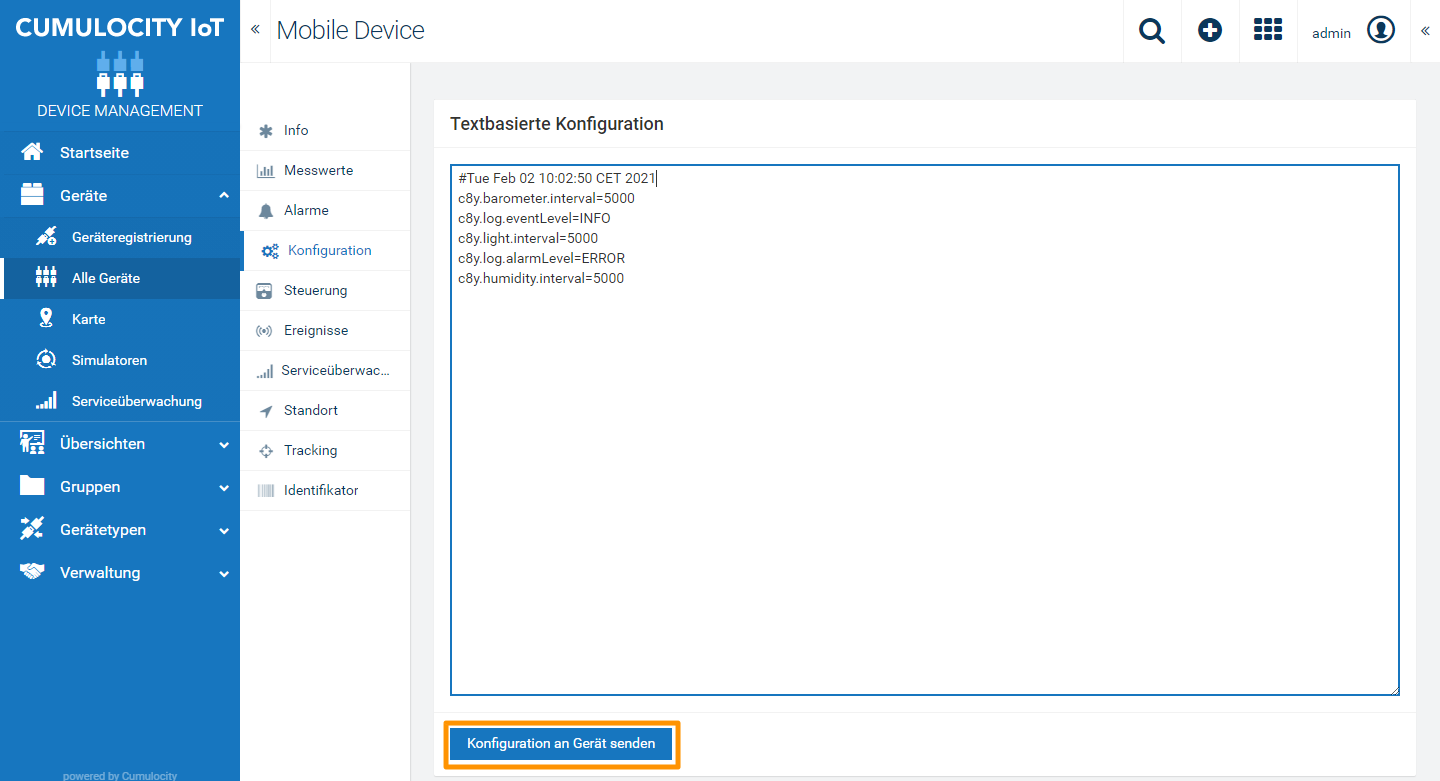 CUMULOCITY IoT
DEVICE MANAGEMENT
Startseite
Geräte
Geräteregistrierung
Alle Geräte
Karte
Simulatoren
Serviceüberwachung
Übersichten
Gruppen
Gerätetypen
Verwaltung
powered by Cumulocity
« Mobile Device
admin
«
Info
Messwerte
Alarme
Konfiguration
Steuerung
Ereignisse
Serviceüberwac...
Standort
Tracking
Identifikator
Textbasierte Konfiguration
#Tue Feb 02 10:02:50 CET 2021
c8y.barometer.interval=5000
c8y.log.eventLevel=INFO
c8y.light.interval=5000
c8y.log.alarmLevel=ERROR
c8y.humidity.interval=5000
Konfiguration an Gerät senden